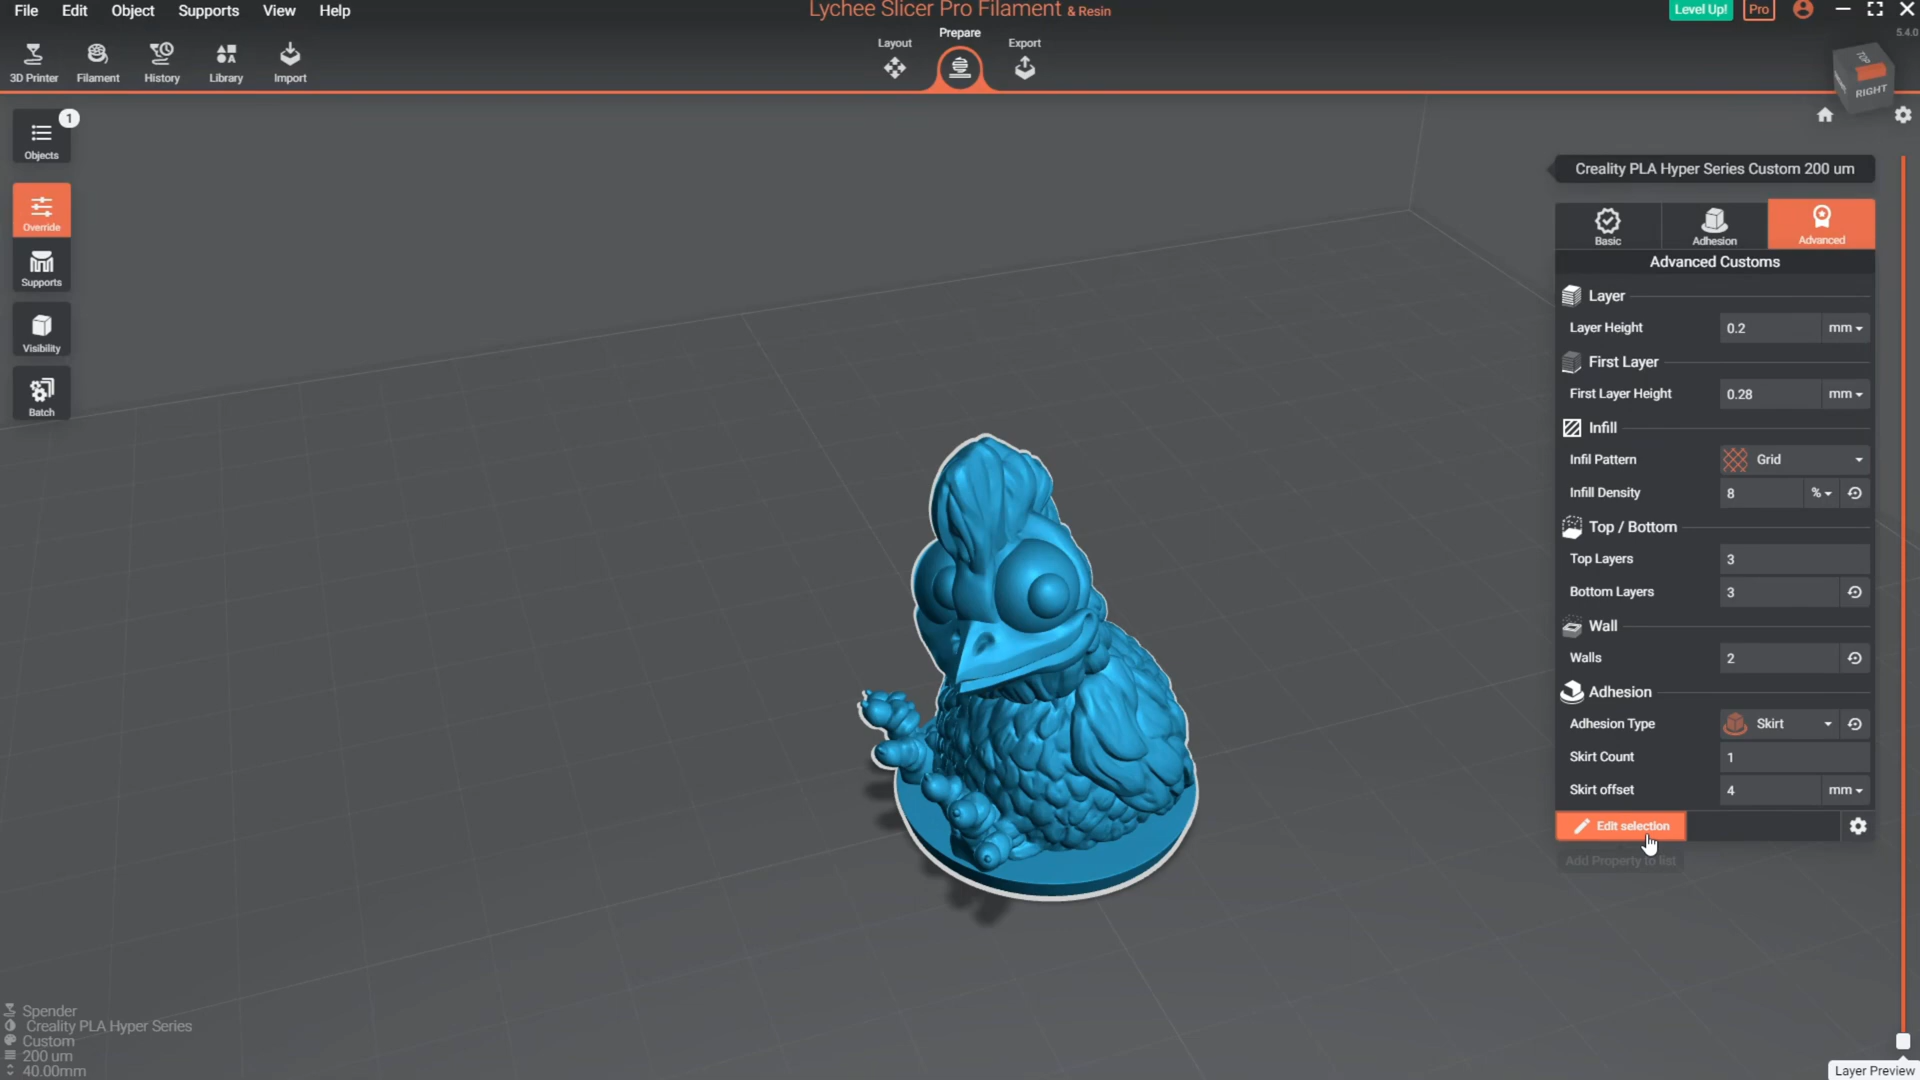 File Edit Object Supports View Help
Lychee Slicer Pro Filament & Resin
Level Up! Pro
5.4.0
3D Printer Filament History Library Import
Layout Prepare Export
TOP
RIGHT
1
Objects
Override
Supports
Visibility
Batch
Creality PLA Hyper Series Custom 200 um
Basic Adhesion Advanced
Advanced Customs
Layer
Layer Height 0.2 mm
First Layer
First Layer Height 0.28 mm
Infill
Infil Pattern Grid
Infill Density 8 %
Top / Bottom
Top Layers 3
Bottom Layers 3
Wall
Walls 2
Adhesion
Adhesion Type Skirt
Skirt Count 1
Skirt offset 4 mm
Edit selection
Add Property to list
Spender
Creality PLA Hyper Series
Custom
200 um
40.00mm
Layer Preview